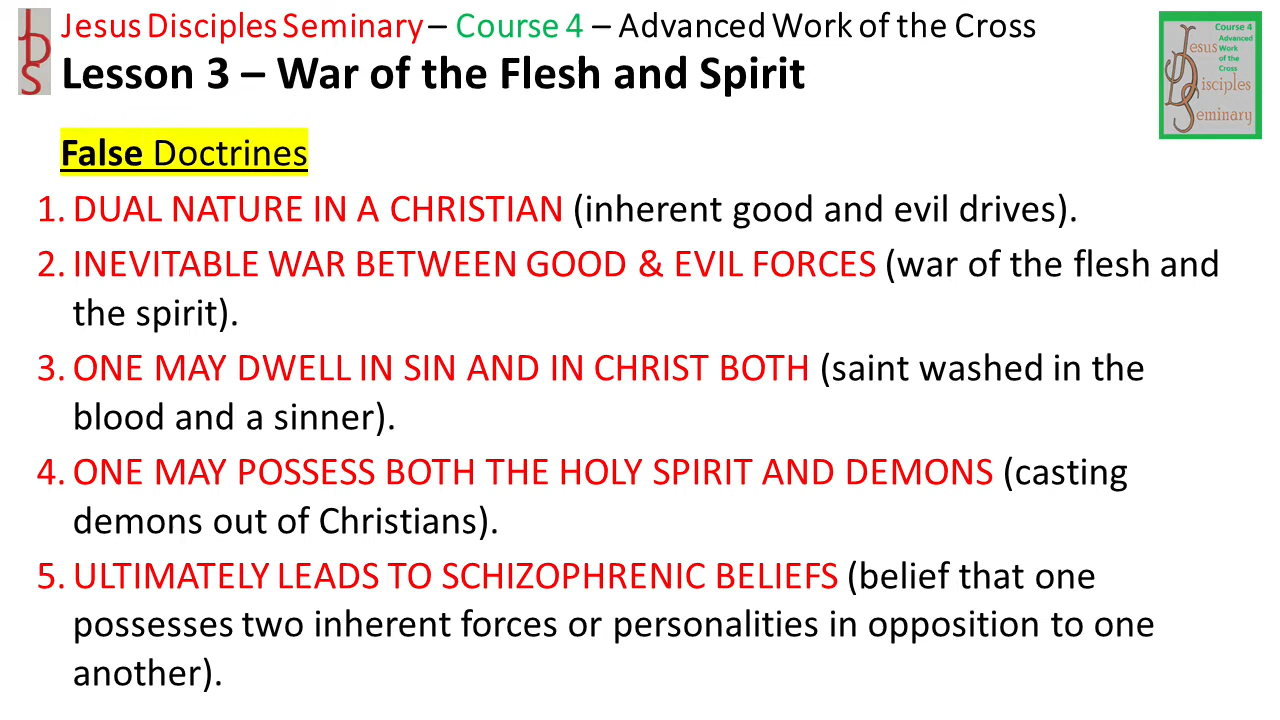 JDS
Jesus Disciples Seminary – Course 4 – Advanced Work of the Cross
Lesson 3 – War of the Flesh and Spirit
Course 4
Advanced
Work
of the
Cross
Jesus
Disciples
Seminary
False Doctrines
1. DUAL NATURE IN A CHRISTIAN (inherent good and evil drives).
2. INEVITABLE WAR BETWEEN GOOD & EVIL FORCES (war of the flesh and
the spirit).
3. ONE MAY DWELL IN SIN AND IN CHRIST BOTH (saint washed in the
blood and a sinner).
4. ONE MAY POSSESS BOTH THE HOLY SPIRIT AND DEMONS (casting
demons out of Christians).
5. ULTIMATELY LEADS TO SCHIZOPHRENIC BELIEFS (belief that one
possesses two inherent forces or personalities in opposition to one
another).